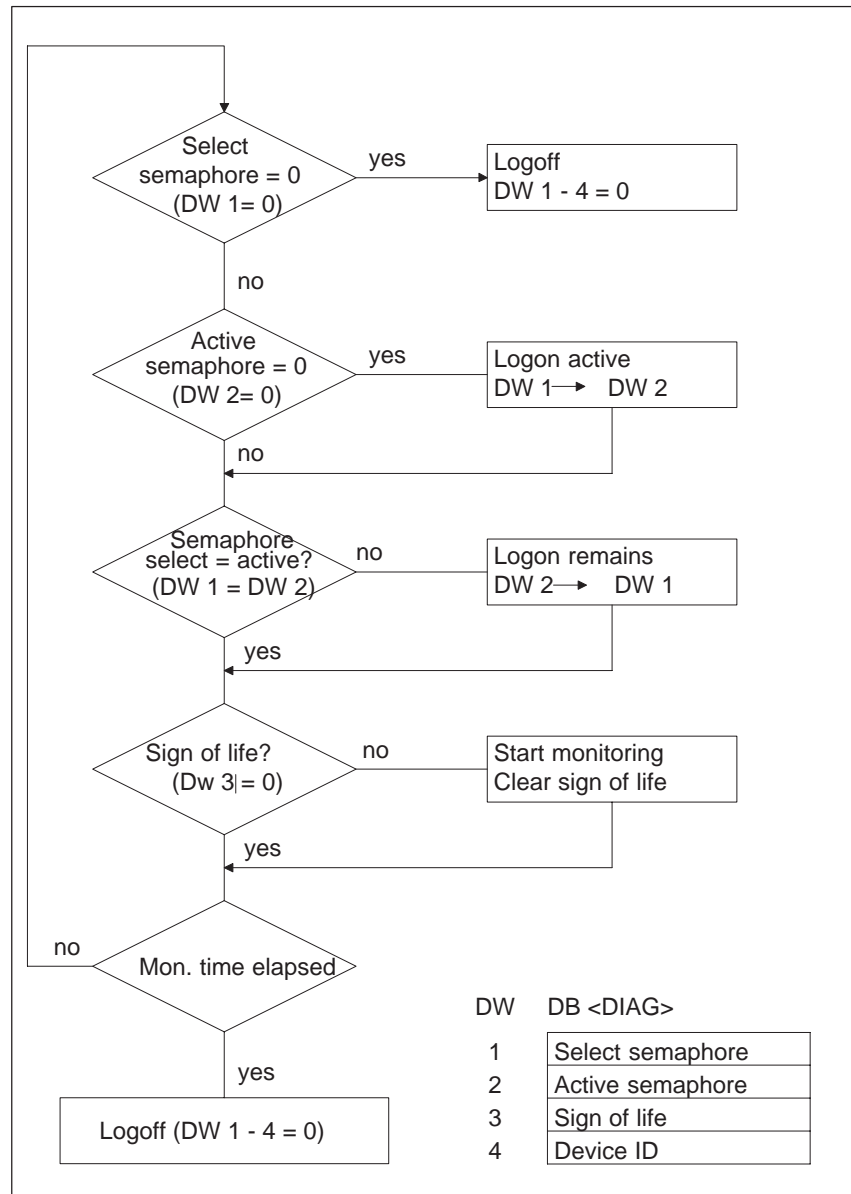 Select
semaphore = 0
(DW 1= 0)
yes
Logoff
DW 1 - 4 = 0
no
Active
semaphore = 0
(DW 2= 0)
yes
Logon active
DW 1 → DW 2
no
Semaphore
select = active?
(DW 1 = DW 2)
no
Logon remains
DW 2 → DW 1
yes
Sign of life?
(Dw 3|= 0)
no
Start monitoring
Clear sign of life
yes
no
Mon. time elapsed
yes
Logoff (DW 1 - 4 = 0)
DW DB <DIAG>
1 Select semaphore
2 Active semaphore
3 Sign of life
4 Device ID